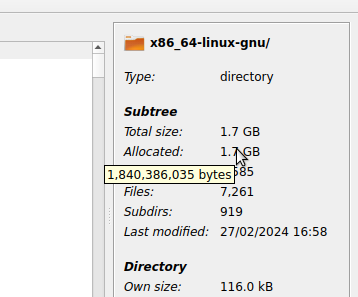 x86_64-linux-gnu/
Type: directory
Subtree
Total size: 1.7 GB
Allocated: 1.7 GB
1,840,386,035 bytes
Files: 7,261
Subdirs: 919
Last modified: 27/02/2024 16:58
Directory
Own size: 116.0 kB